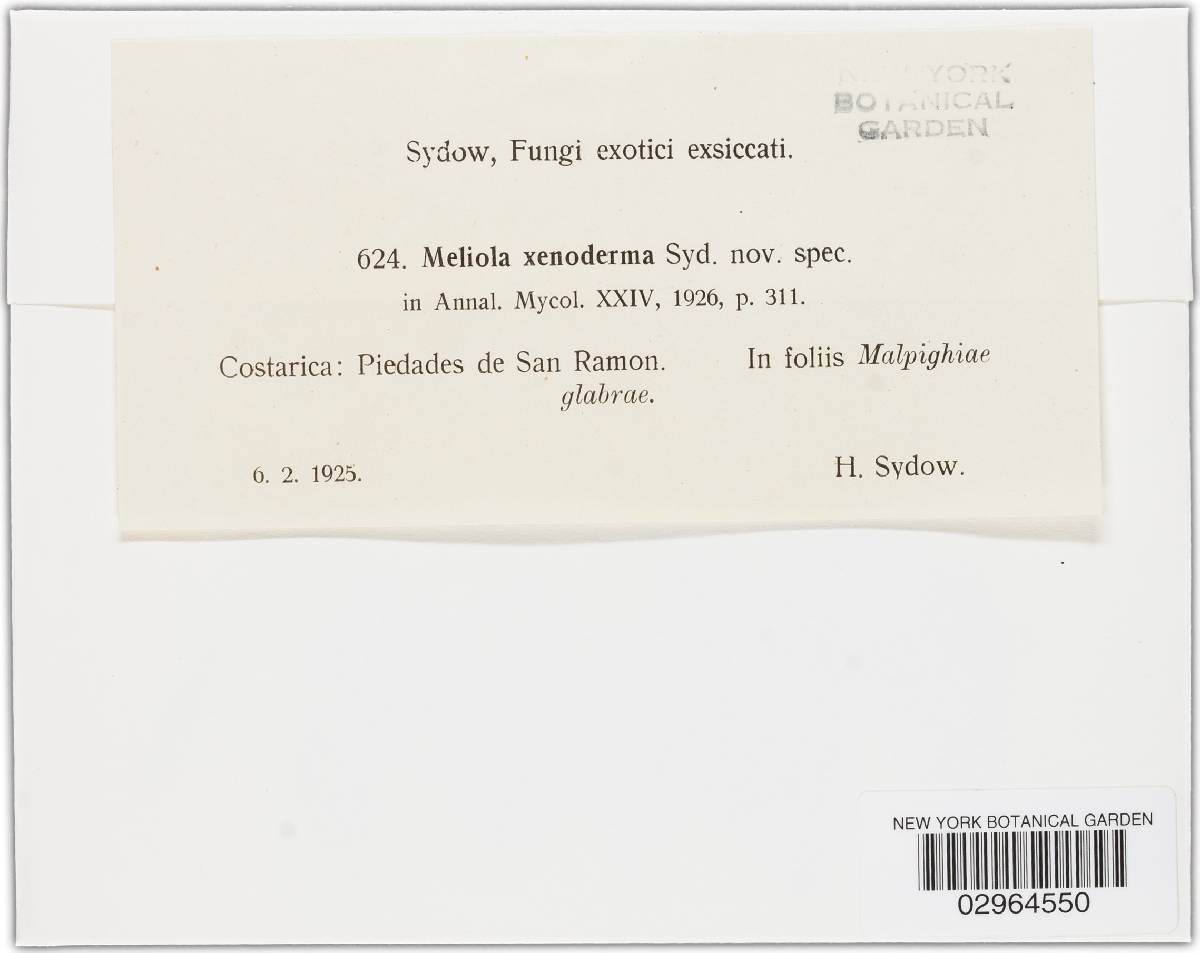 NEW YORK
BOTANICAL
GARDEN
Sydow, Fungi exotici exsiccati.
624. Meliola xenoderma Syd. nov. spec.
in Annal. Mycol. XXIV, 1926, p. 311.
Costarica: Piedades de San Ramon. In foliis Malpighiae
glabrae.
6. 2. 1925. H. Sydow.
NEW YORK BOTANICAL GARDEN
02964550